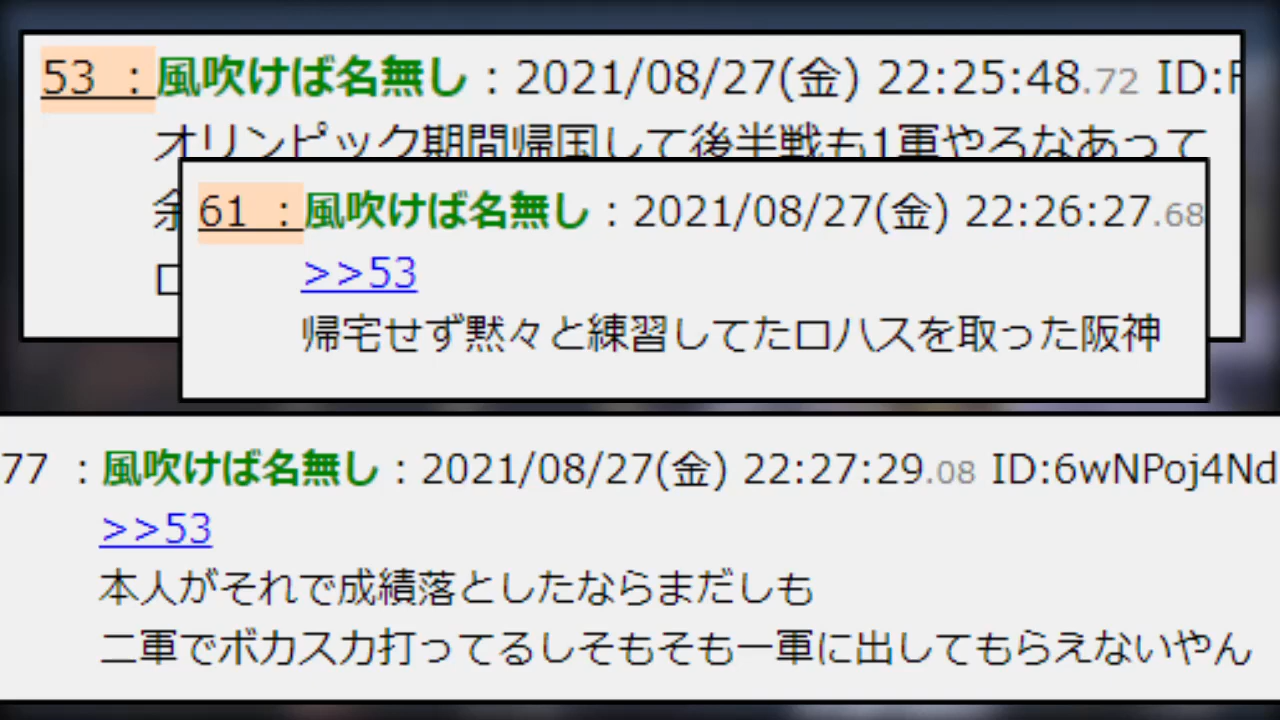 53 :風吹けば名無し : 2021/08/27(金) 22:25:48.72 ID:F
オリンピック期間帰国して後半戦も1軍やろなあって
余
ロ
61 :風吹けば名無し : 2021/08/27(金) 22:26:27.68
>>53
帰宅せず黙々と練習してたロハスを取った阪神
77 :風吹けば名無し : 2021/08/27(金) 22:27:29.08 ID:6wNPoj4Nd
>>53
本人がそれで成績落としたならまだしも
二軍でボカスカ打ってるしそもそも一軍に出してもらえないやん